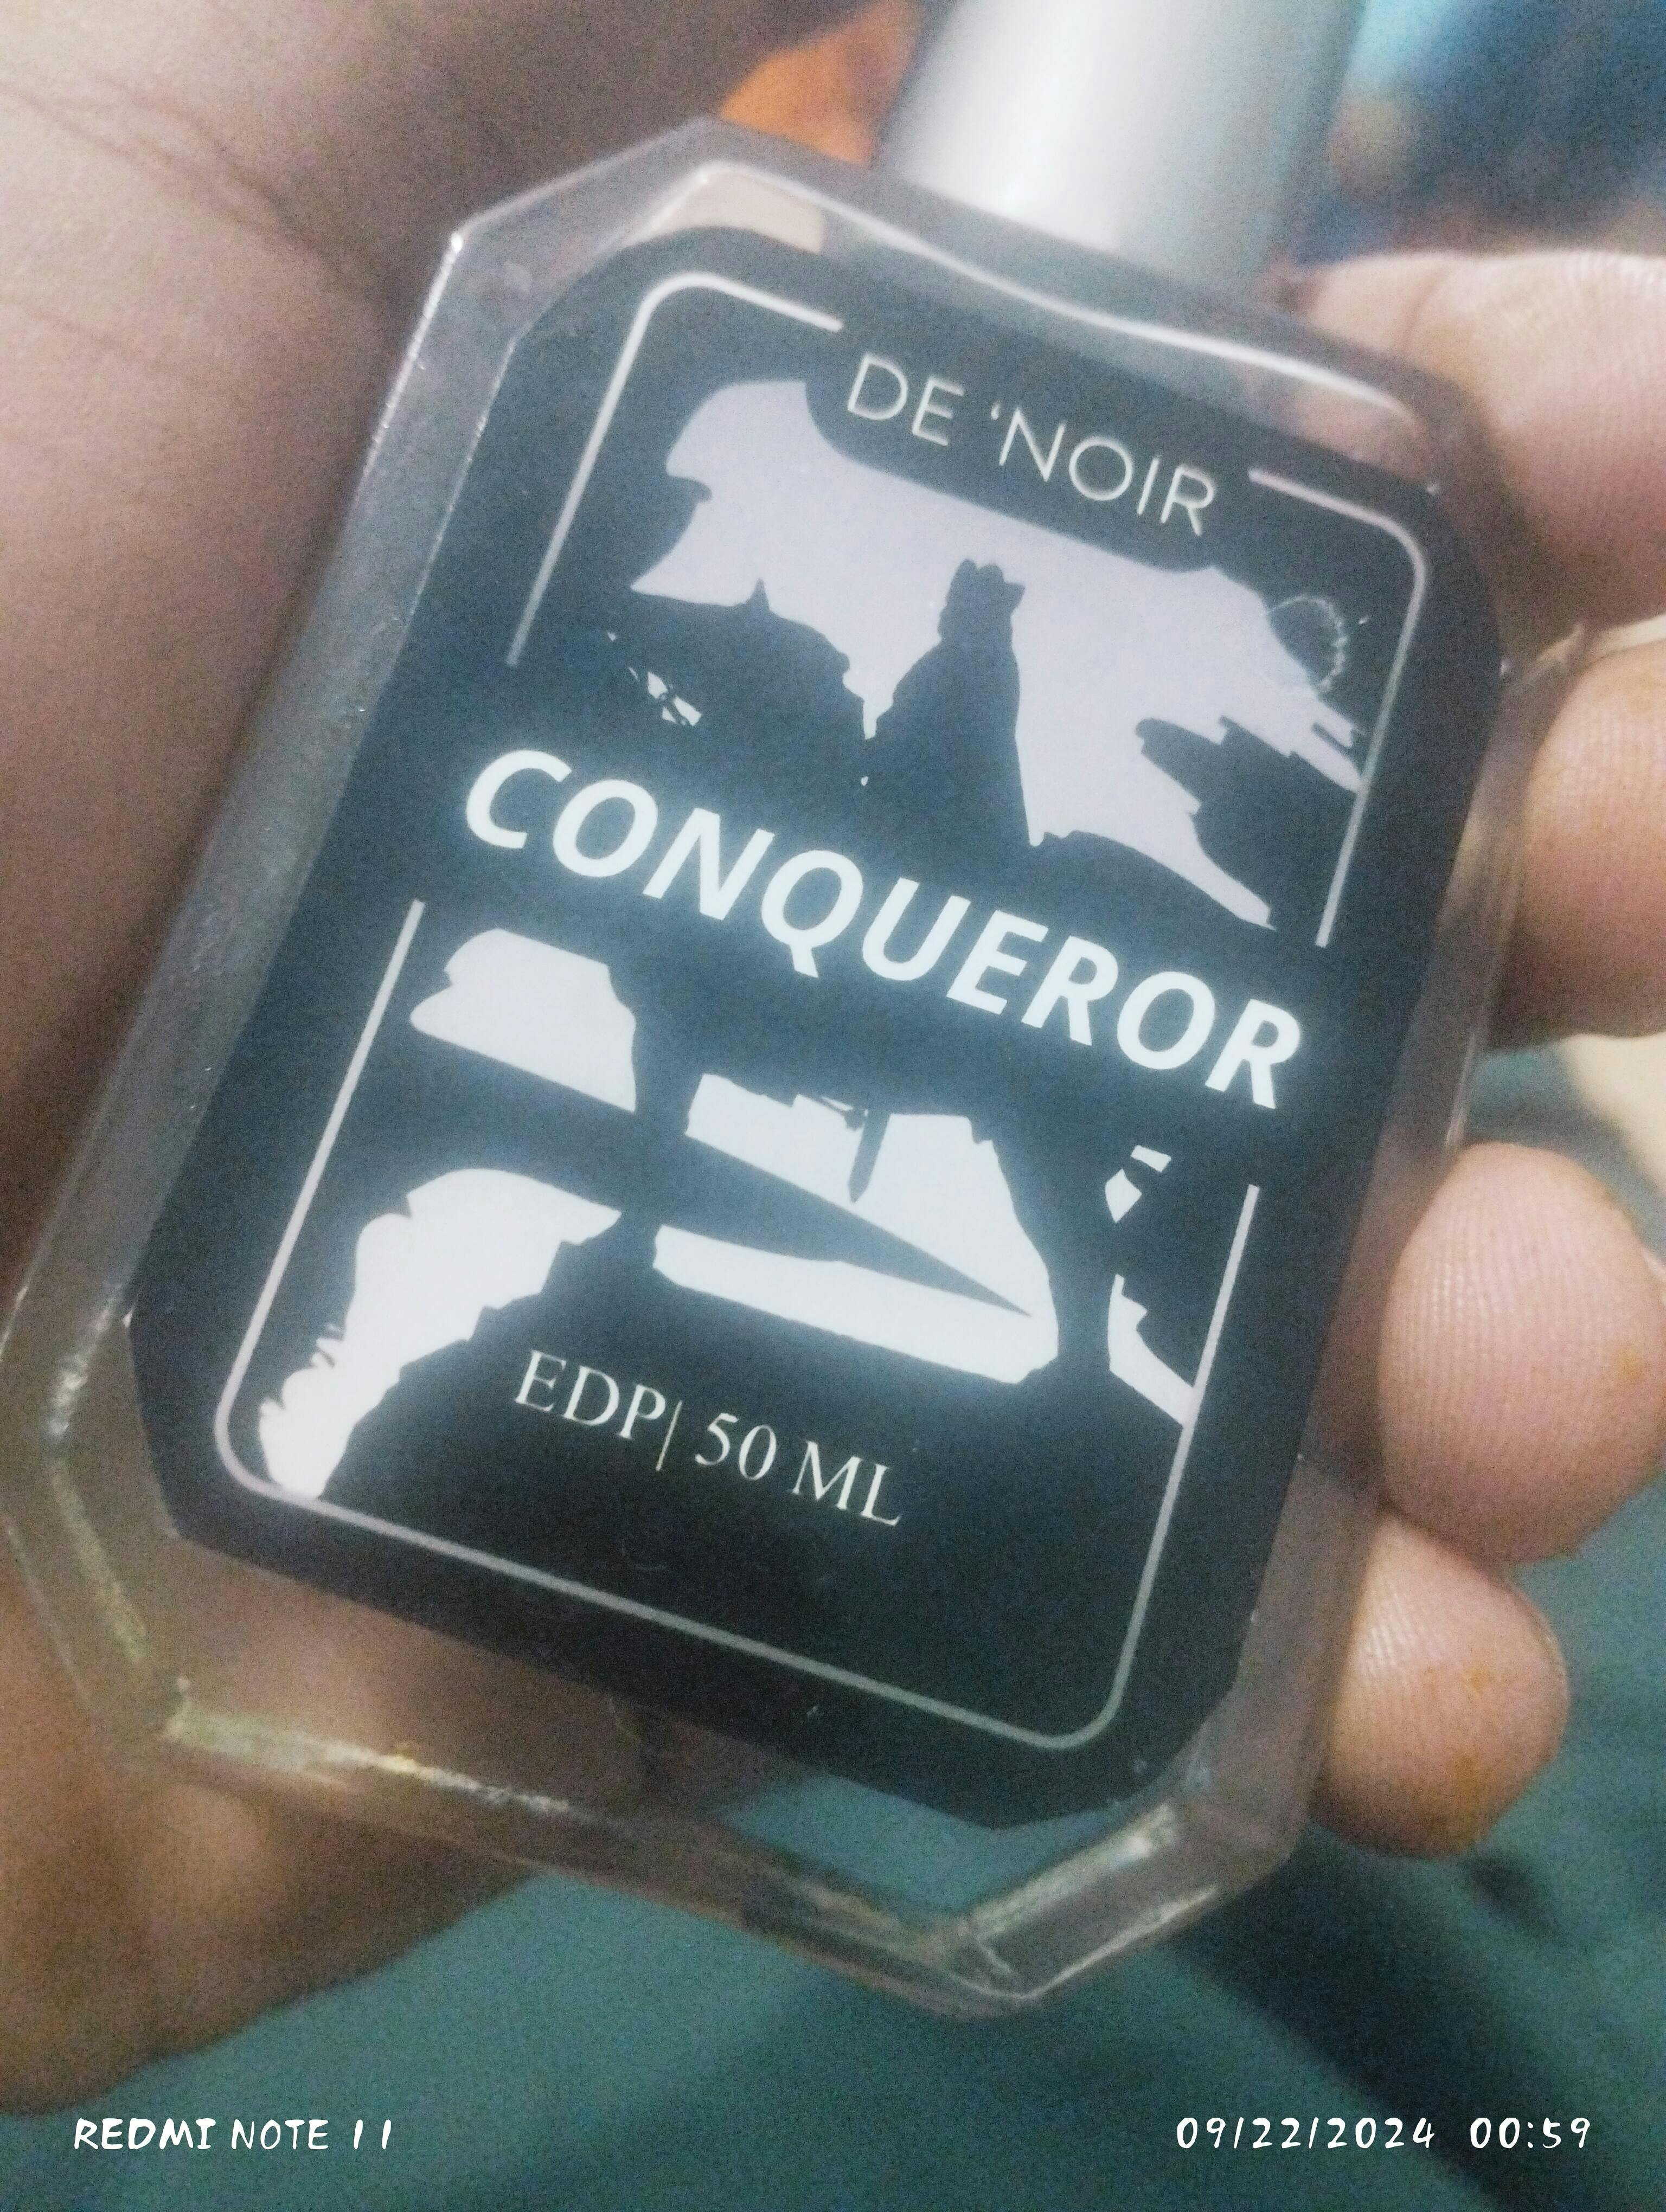 DE ‘NOIR
CONQUEROR
EDP| 50 ML
REDMI NOTE 11
09/22/2024 00:59